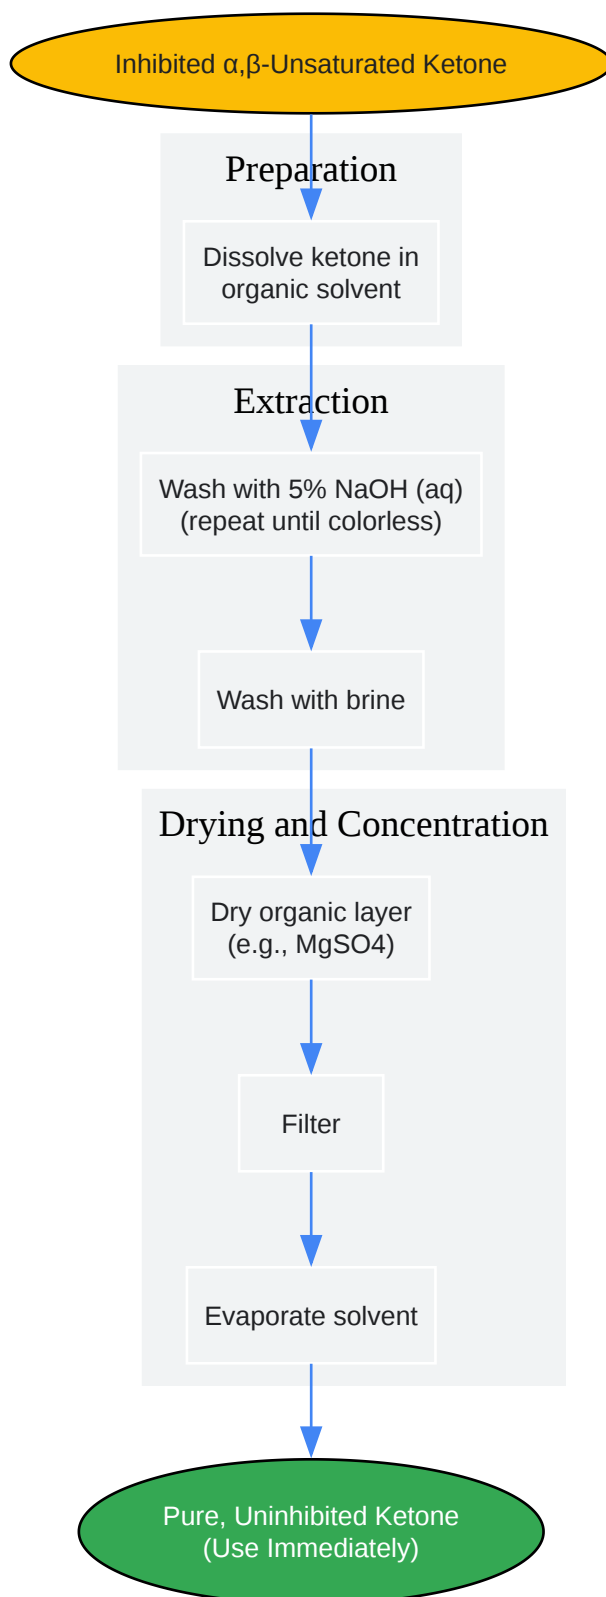 Inhibited α,β-Unsaturated Ketone
Preparation
Dissolve ketone in
organic solvent
Extraction
Wash with 5% NaOH (aq)
(repeat until colorless)
Wash with brine
Drying and Concentration
Dry organic layer
(e.g., MgSO4)
Filter
Evaporate solvent
Pure, Uninhibited Ketone
(Use Immediately)